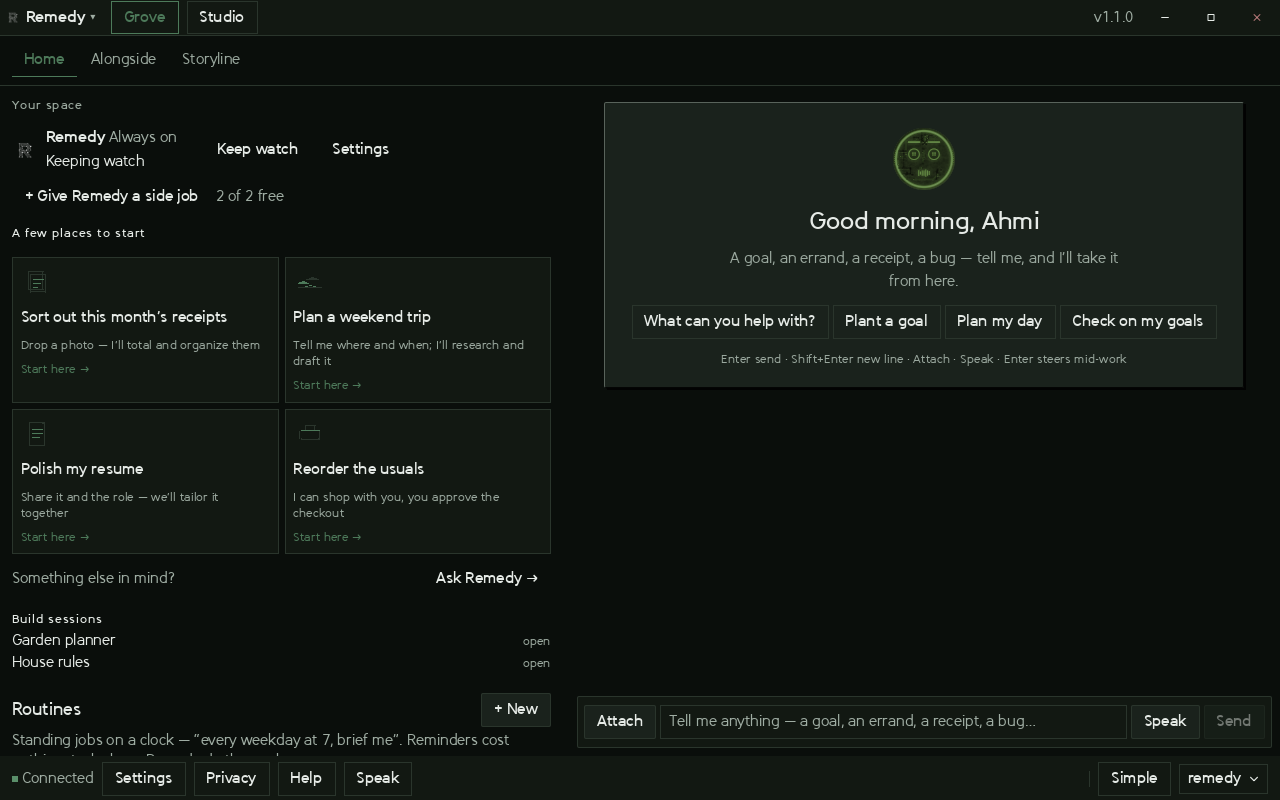 Remedy ▾ Grove Studio v1.1.0
Home Alongside Storyline
Your space
Remedy Always on
Keeping watch
Keep watch Settings
+ Give Remedy a side job 2 of 2 free
A few places to start
Sort out this month's receipts
Drop a photo — I'll total and organize them
Start here →
Plan a weekend trip
Tell me where and when; I'll research and
draft it
Start here →
Polish my resume
Share it and the role — we'll tailor it
together
Start here →
Reorder the usuals
I can shop with you, you approve the
checkout
Start here →
Something else in mind? Ask Remedy →
Build sessions
Garden planner open
House rules open
Routines + New
Standing jobs on a clock — "every weekday at 7, brief me". Reminders cost
Good morning, Ahmi
A goal, an errand, a receipt, a bug — tell me, and I'll take it
from here.
What can you help with? Plant a goal Plan my day Check on my goals
Enter send · Shift+Enter new line · Attach · Speak · Enter steers mid-work
Attach Tell me anything — a goal, an errand, a receipt, a bug... Speak Send
Connected Settings Privacy Help Speak Simple remedy